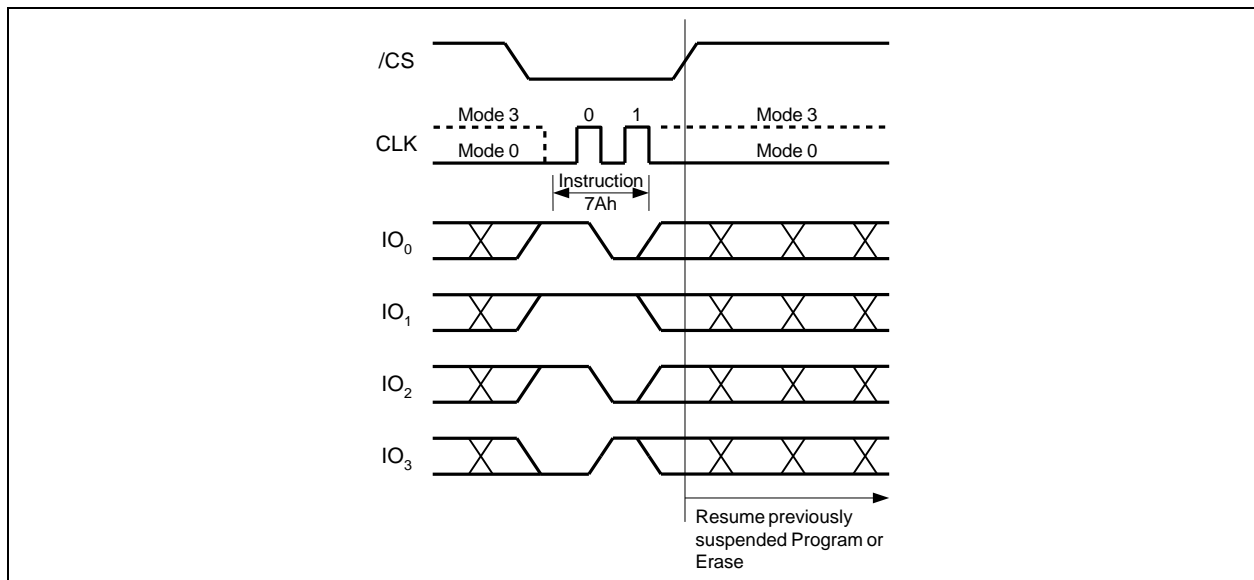 /CS
Mode 3 0 1 Mode 3
CLK
Mode 0 Mode 0
Instruction
7Ah
IO0
IO1
IO2
IO3
Resume previously
suspended Program or
Erase